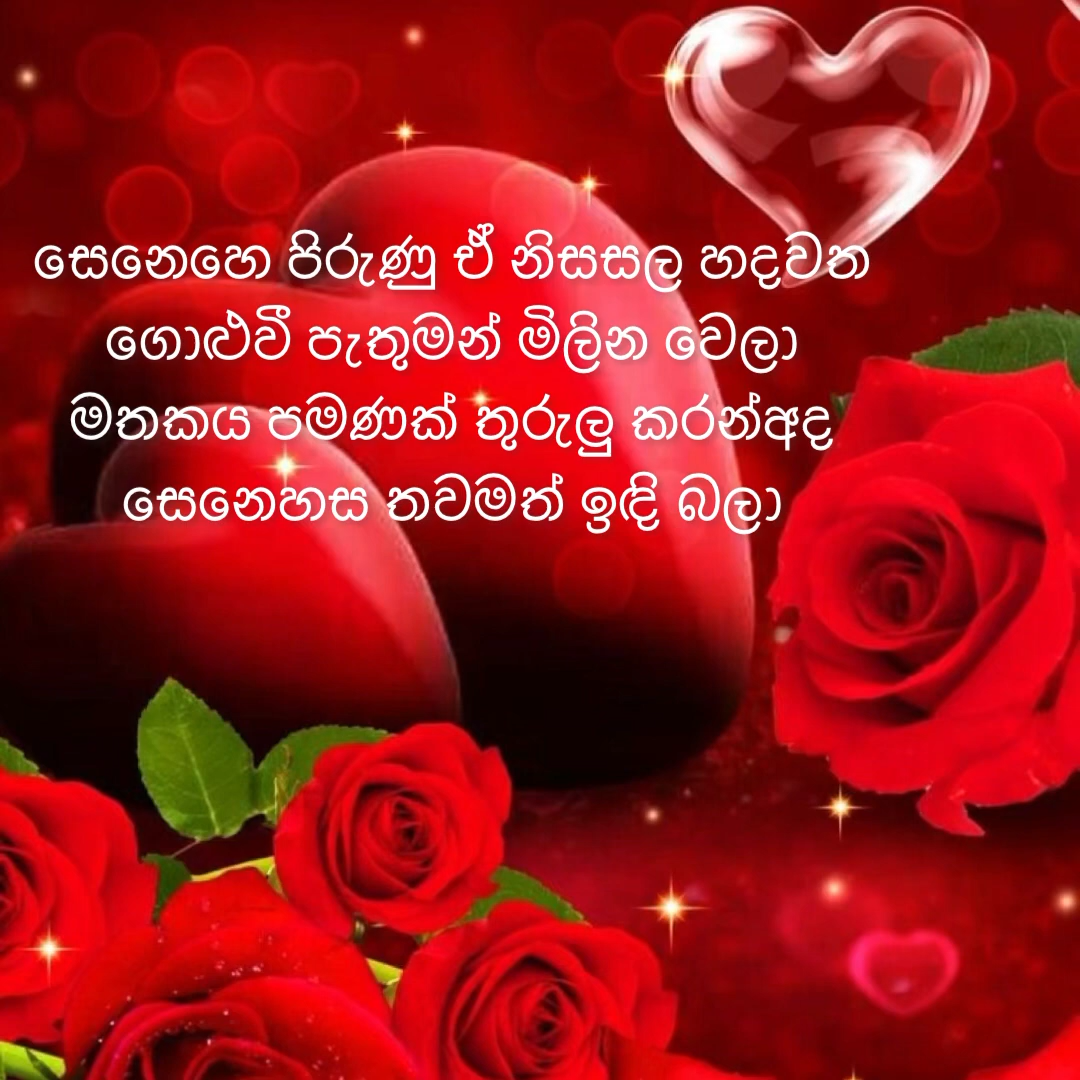 සෙනෙහෙ පිරුණු ඒ නිසසල හදවත
ගොළුවී පැතුමන් මිලින වෙලා
මතකය පමණක් තුරුලු කරන්අද
සෙනෙහස තවමත් ඉඳි බලා